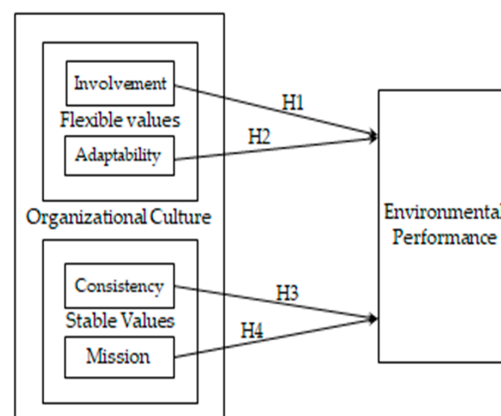 Involvement
Flexible values
Adaptability
Organizational Culture
Consistency
Stable Values
Mission
H1
H2
H3
H4
Environmental
Performance